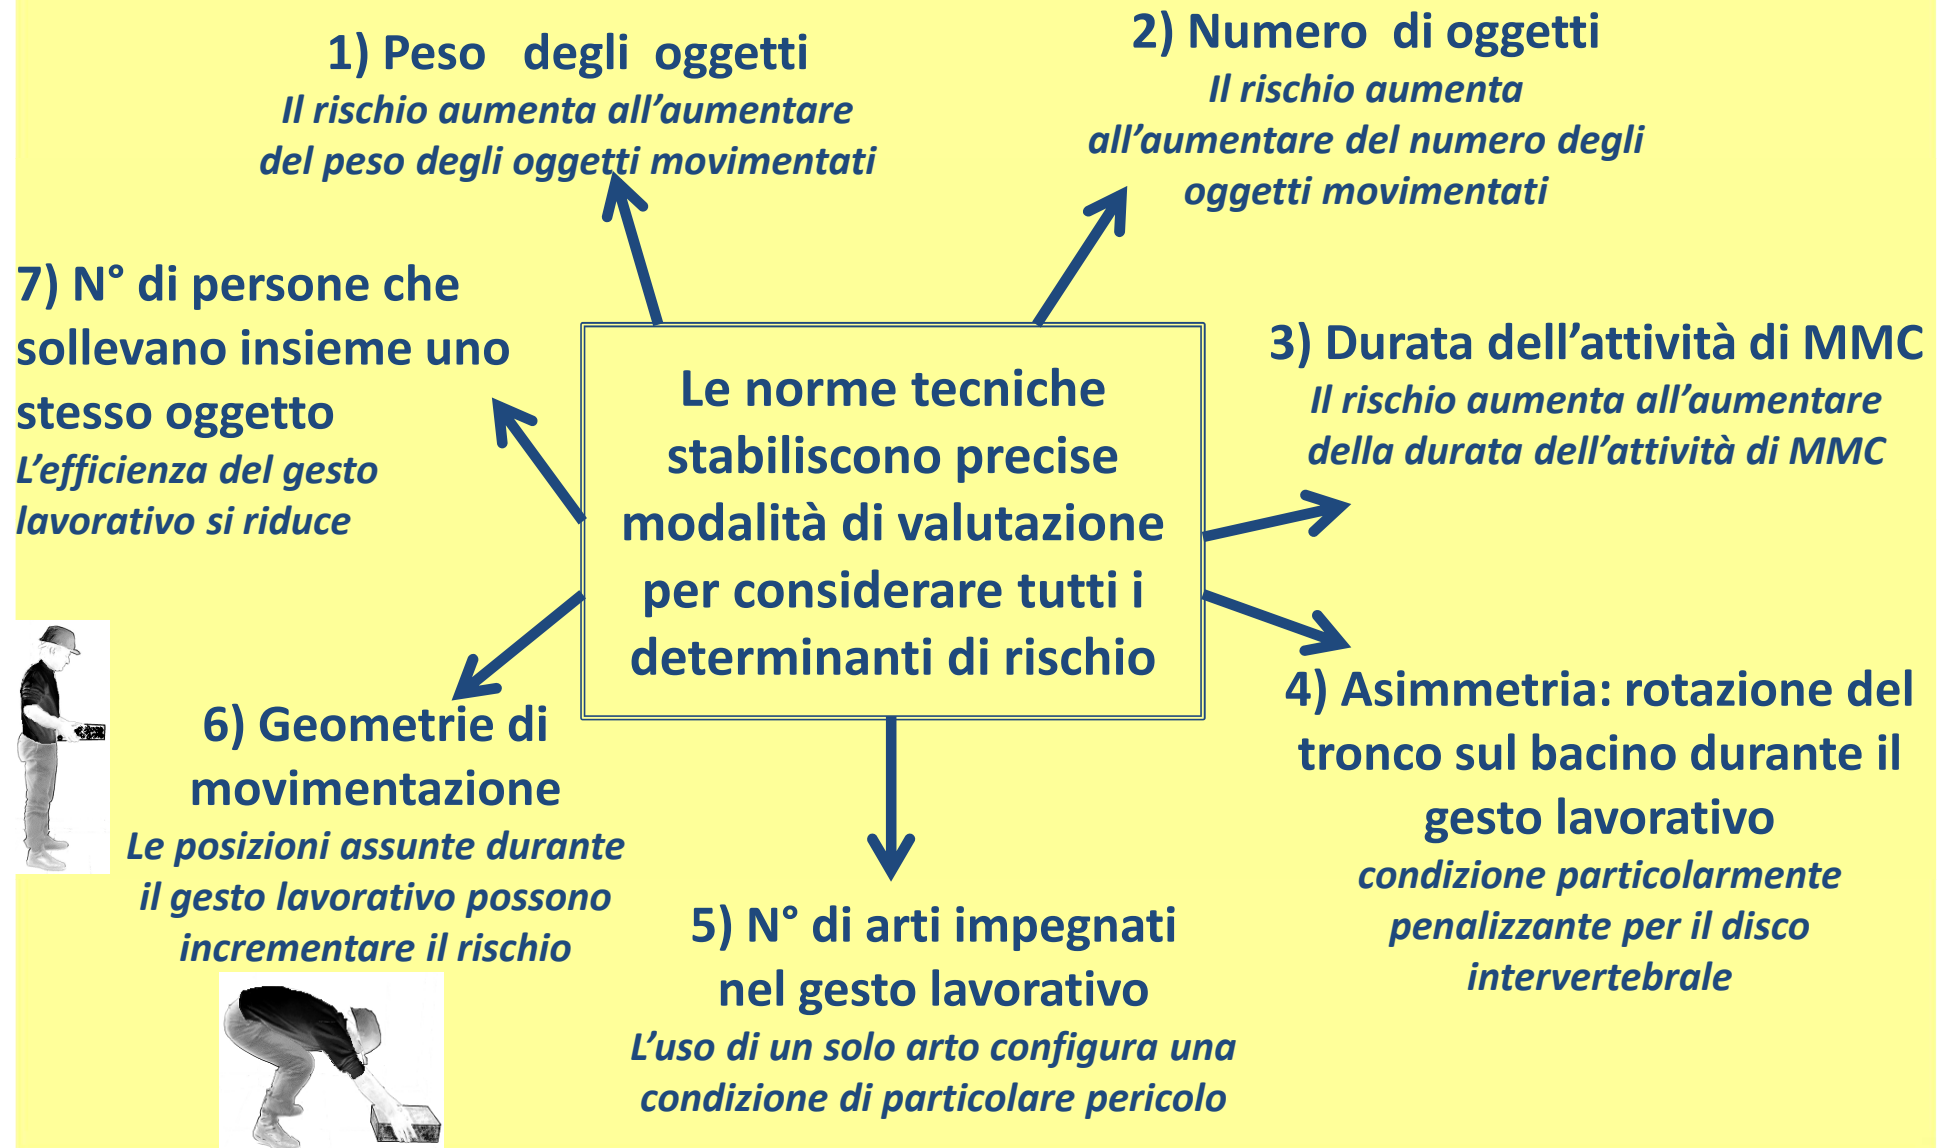 1) Peso degli oggetti
Il rischio aumenta all’aumentare
del peso degli oggetti movimentati
2) Numero di oggetti
Il rischio aumenta
all’aumentare del numero degli
oggetti movimentati
7) N° di persone che
sollevano insieme uno
stesso oggetto
L’efficienza del gesto
lavorativo si riduce
Le norme tecniche
stabiliscono precise
modalità di valutazione
per considerare tutti i
determinanti di rischio
3) Durata dell’attività di MMC
Il rischio aumenta all’aumentare
della durata dell’attività di MMC
4) Asimmetria: rotazione del
tronco sul bacino durante il
gesto lavorativo
condizione particolarmente
penalizzante per il disco
intervertebrale
6) Geometrie di
movimentazione
Le posizioni assunte durante
il gesto lavorativo possono
incrementare il rischio
5) N° di arti impegnati
nel gesto lavorativo
L’uso di un solo arto configura una
condizione di particolare pericolo